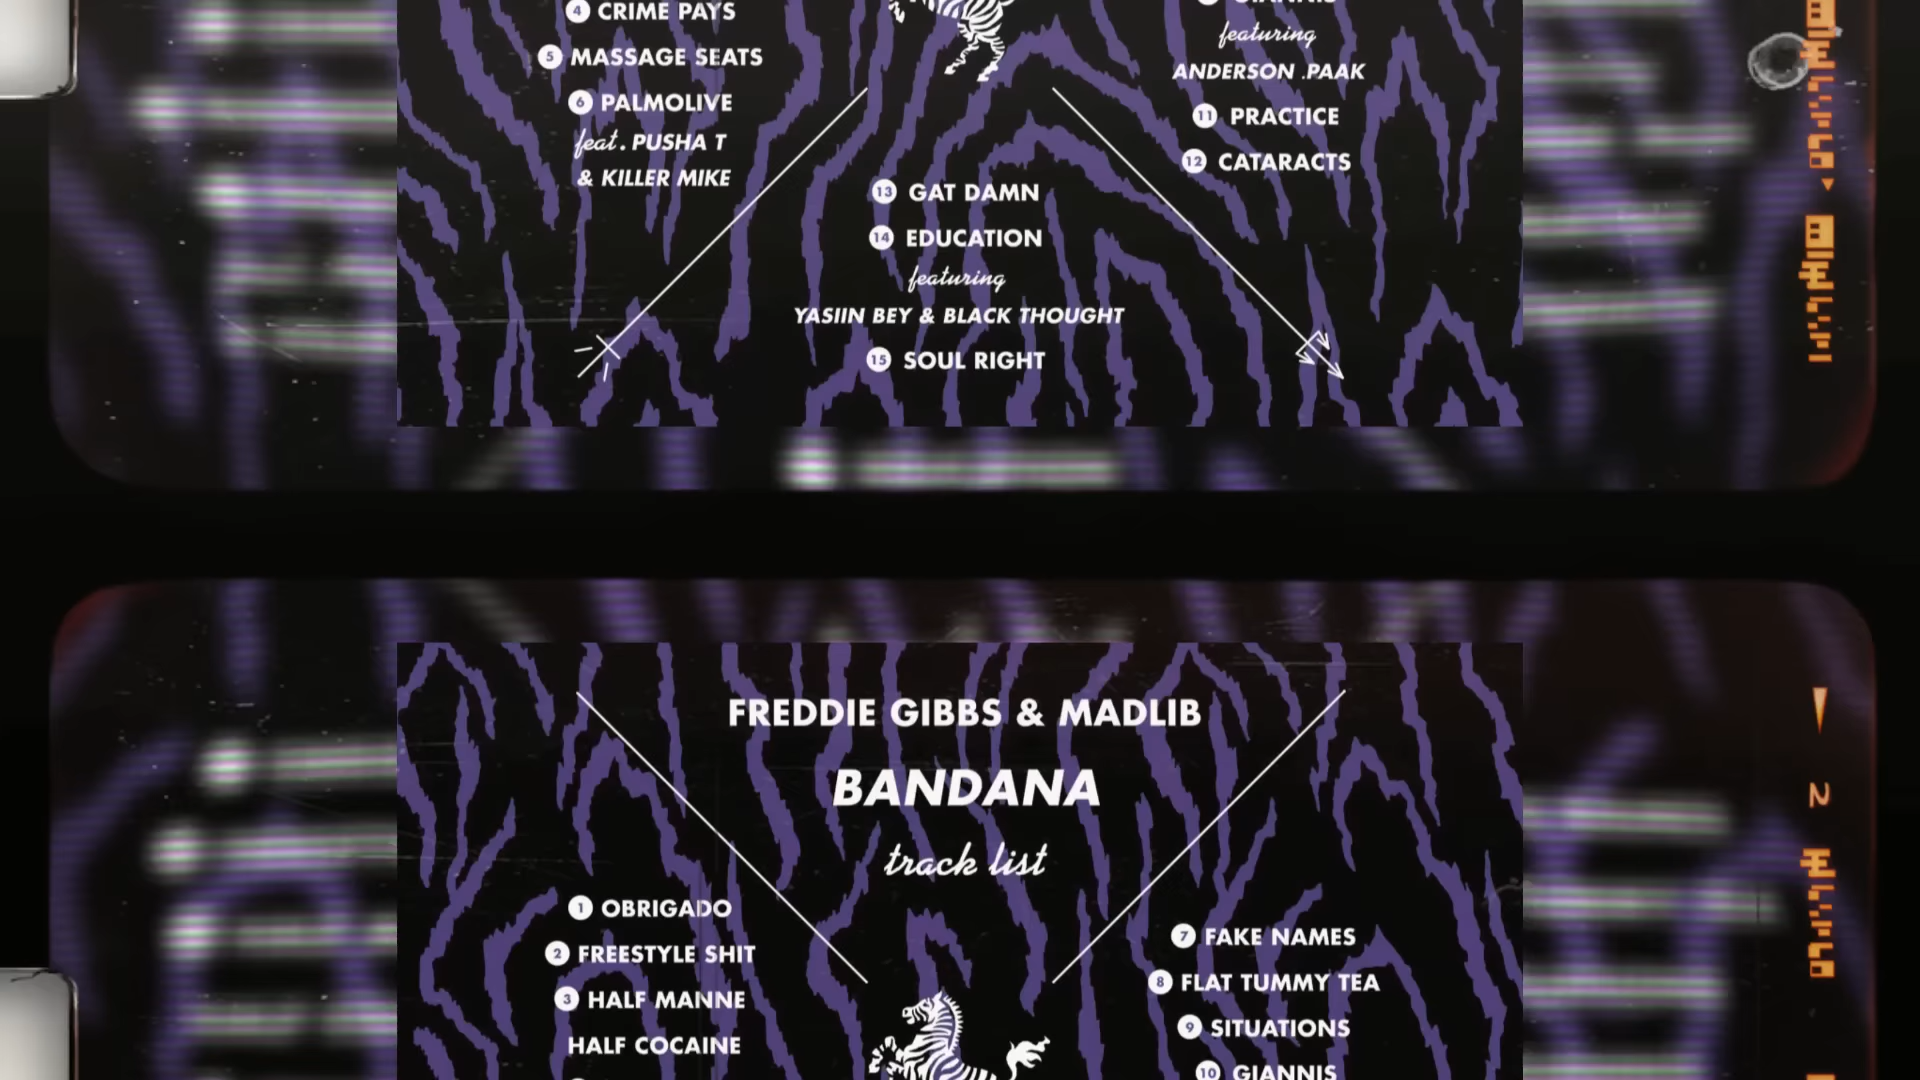 4 CRIME PAYS
5 MASSAGE SEATS
6 PALMOLIVE
feat. PUSHA T
& KILLER MIKE
GIANNIS
featuring
ANDERSON .PAAK
11 PRACTICE
12 CATARACTS
13 GAT DAMN
14 EDUCATION
featuring
YASIIN BEY & BLACK THOUGHT
15 SOUL RIGHT
FREDDIE GIBBS & MADLIB
BANDANA
track list
1 OBRIGADO
2 FREESTYLE SHIT
3 HALF MANNE
HALF COCAINE
7 FAKE NAMES
8 FLAT TUMMY TEA
9 SITUATIONS
10 GIANNIS
2